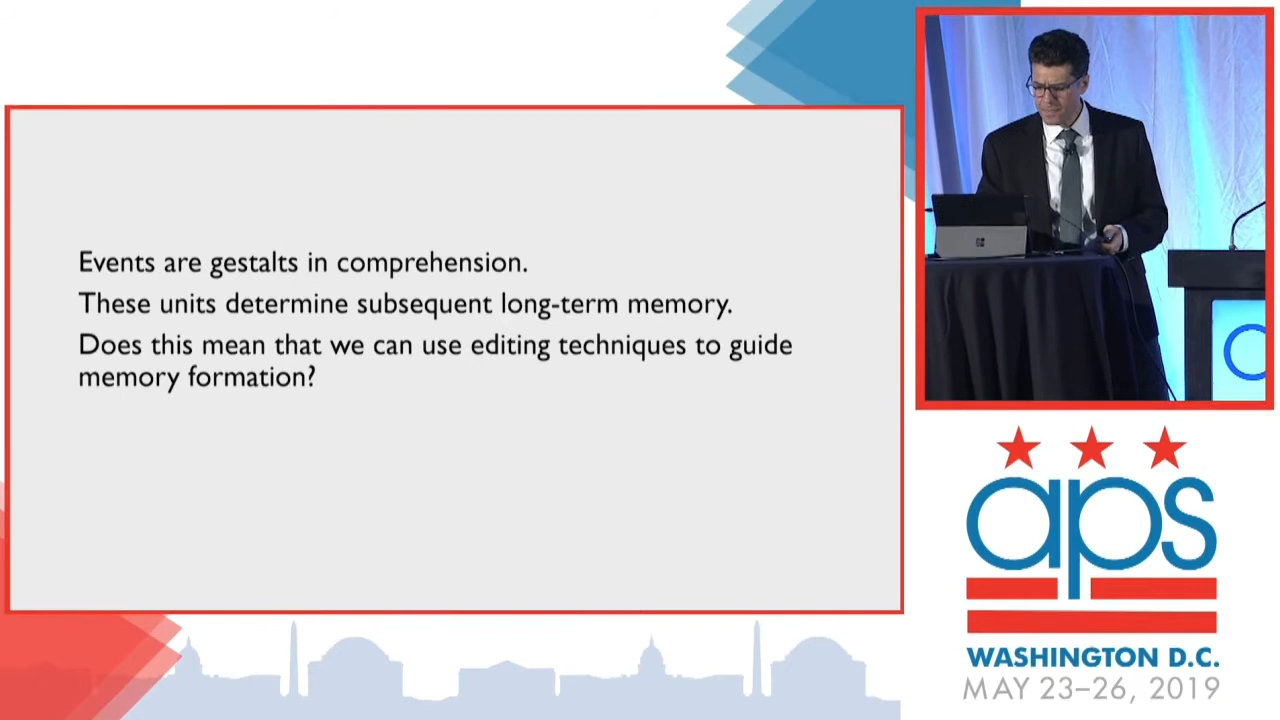 Events are gestalts in comprehension.
These units determine subsequent long-term memory.
Does this mean that we can use editing techniques to guide
memory formation?
aps
WASHINGTON D.C.
MAY 23–26, 2019